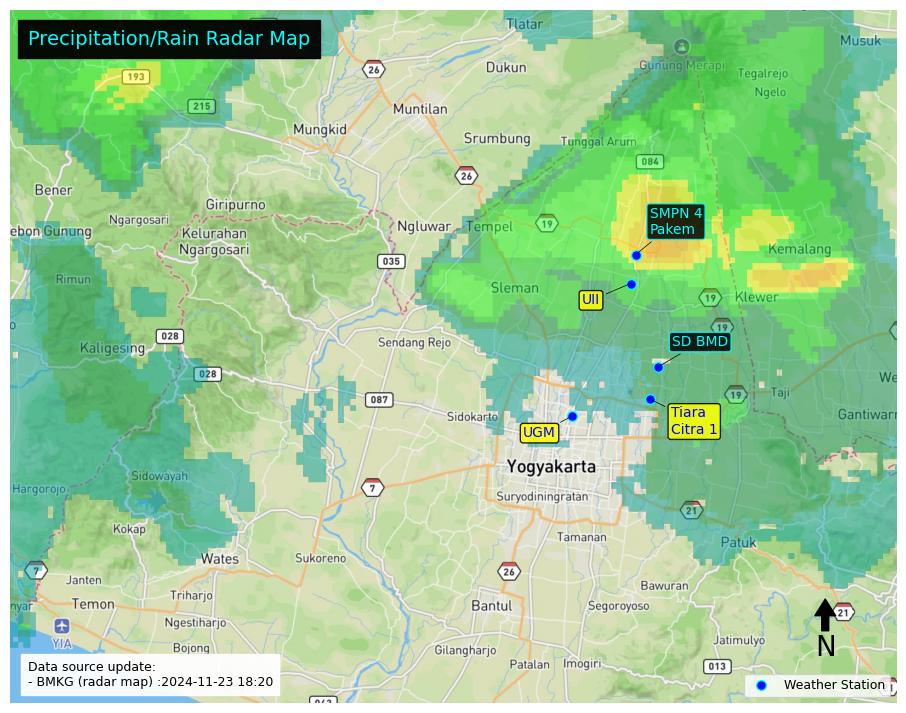 Precipitation/Rain Radar Map
Tlatar
Musuk
Gunung Merapi
Tegalrejo
Ngelo
26
Dukun
193
215
Muntilan
Mungkid
Srumbung
Tunggal Arum
084
26
Bener
Giripurno
Ngargosari
Kelurahan
Ngargosari
Ngluwar
Tempel
19
SMPN 4
Pakem
Kemalang
035
Rimun
Sleman
UII
19
Klewer
19
028
Kaligesing
Sendang Rejo
SD BMD
028
087
Taji
19
Sidokarto
UGM
Tiara
Citra 1
Gantiwarn
Yogyakarta
Sidowayah
Hargorojo
7
Suryodiningratan
21
Kokap
Tamanan
Patuk
Wates
Sukoreno
7
Janten
26
Bawuran
Triharjo
Temon
Bantul
Segoroyoso
21
Ngestiharjo
YIA
Bojong
Gilangharjo
Jatimulyo
N
Patalan
Imogiri
013
Data source update:
- BMKG (radar map) :2024-11-23 18:20
Weather Station